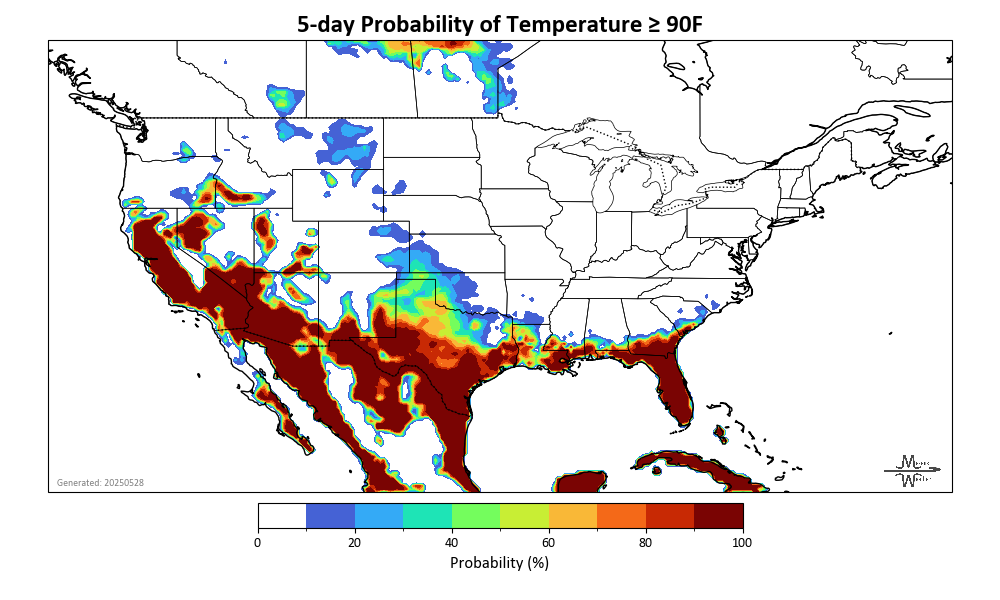 5-day Probability of Temperature ≥ 90F
Generated: 20250528
0 20 40 60 80 100
Probability (%)